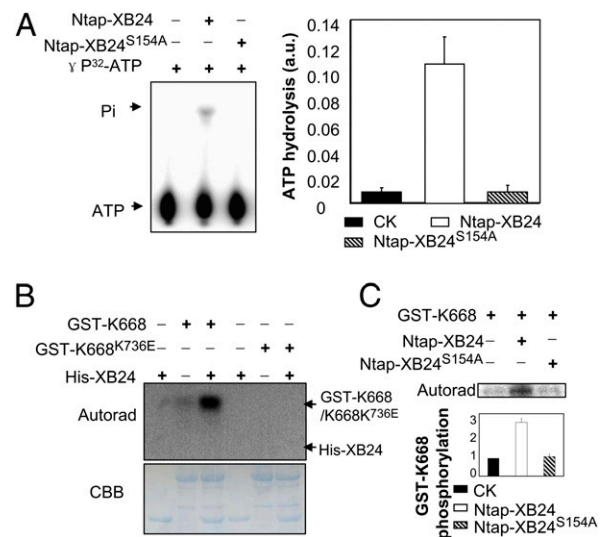 A
Ntap-XB24 – + –
Ntap-XB24S154A – – +
ɣ P32-ATP + + +
Pi
ATP
ATP hydrolysis (a.u.)
0.14
0.12
0.10
0.08
0.06
0.04
0.02
0
CK Ntap-XB24
Ntap-XB24S154A
B
GST-K668 – + + – – –
GST-K668K736E – – – – + +
His-XB24 + – + + – +
Autorad
GST-K668
/K668K736E
His-XB24
CBB
C
GST-K668 + + +
Ntap-XB24 – + –
Ntap-XB24S154A – – +
Autorad
GST-K668
phosphorylation
3
2
1
0
CK
Ntap-XB24
Ntap-XB24S154A